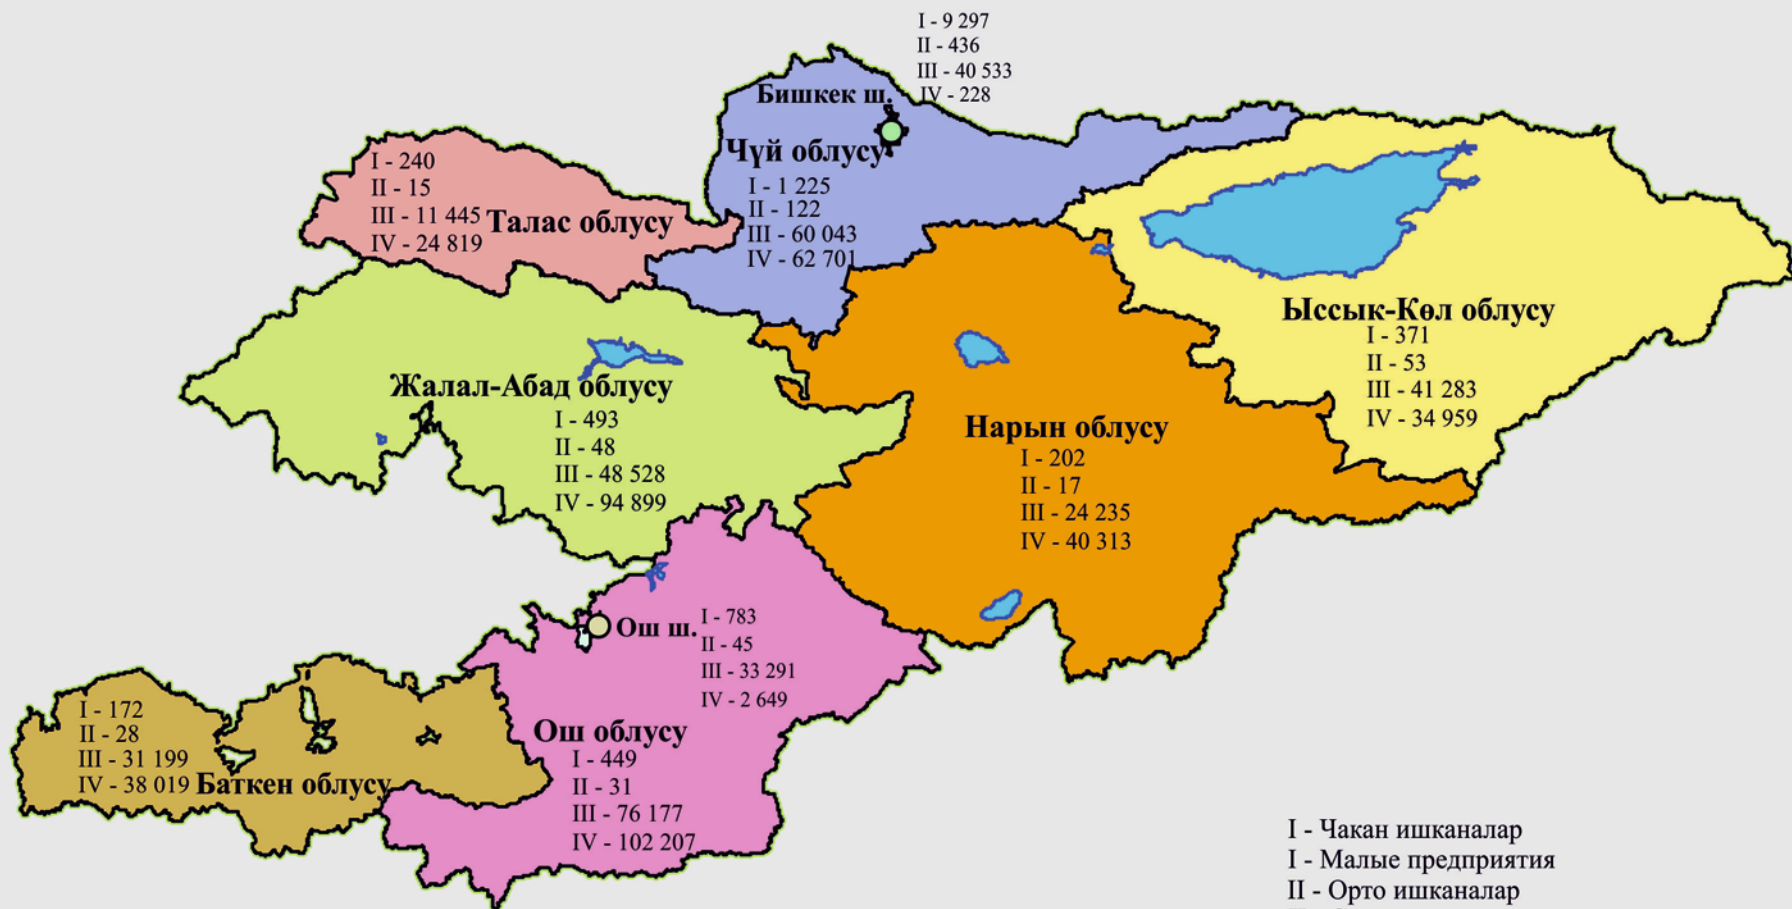 I - 9 297
II - 436
III - 40 533
IV - 228
Бишкек ш.
Чүй облусу
I - 1 225
II - 122
III - 60 043
IV - 62 701
I - 240
II - 15
III - 11 445
IV - 24 819
Талас облусу
Ыссык-Көл облусу
I - 371
II - 53
III - 41 283
IV - 34 959
Жалал-Абад облусу
I - 493
II - 48
III - 48 528
IV - 94 899
Нарын облусу
I - 202
II - 17
III - 24 235
IV - 40 313
Ош ш.
I - 783
II - 45
III - 33 291
IV - 2 649
Ош облусу
I - 449
II - 31
III - 76 177
IV - 102 207
I - 172
II - 28
III - 31 199
IV - 38 019
Баткен облусу
I - Чакан ишканалар
I - Малые предприятия
II - Орто ишканалар